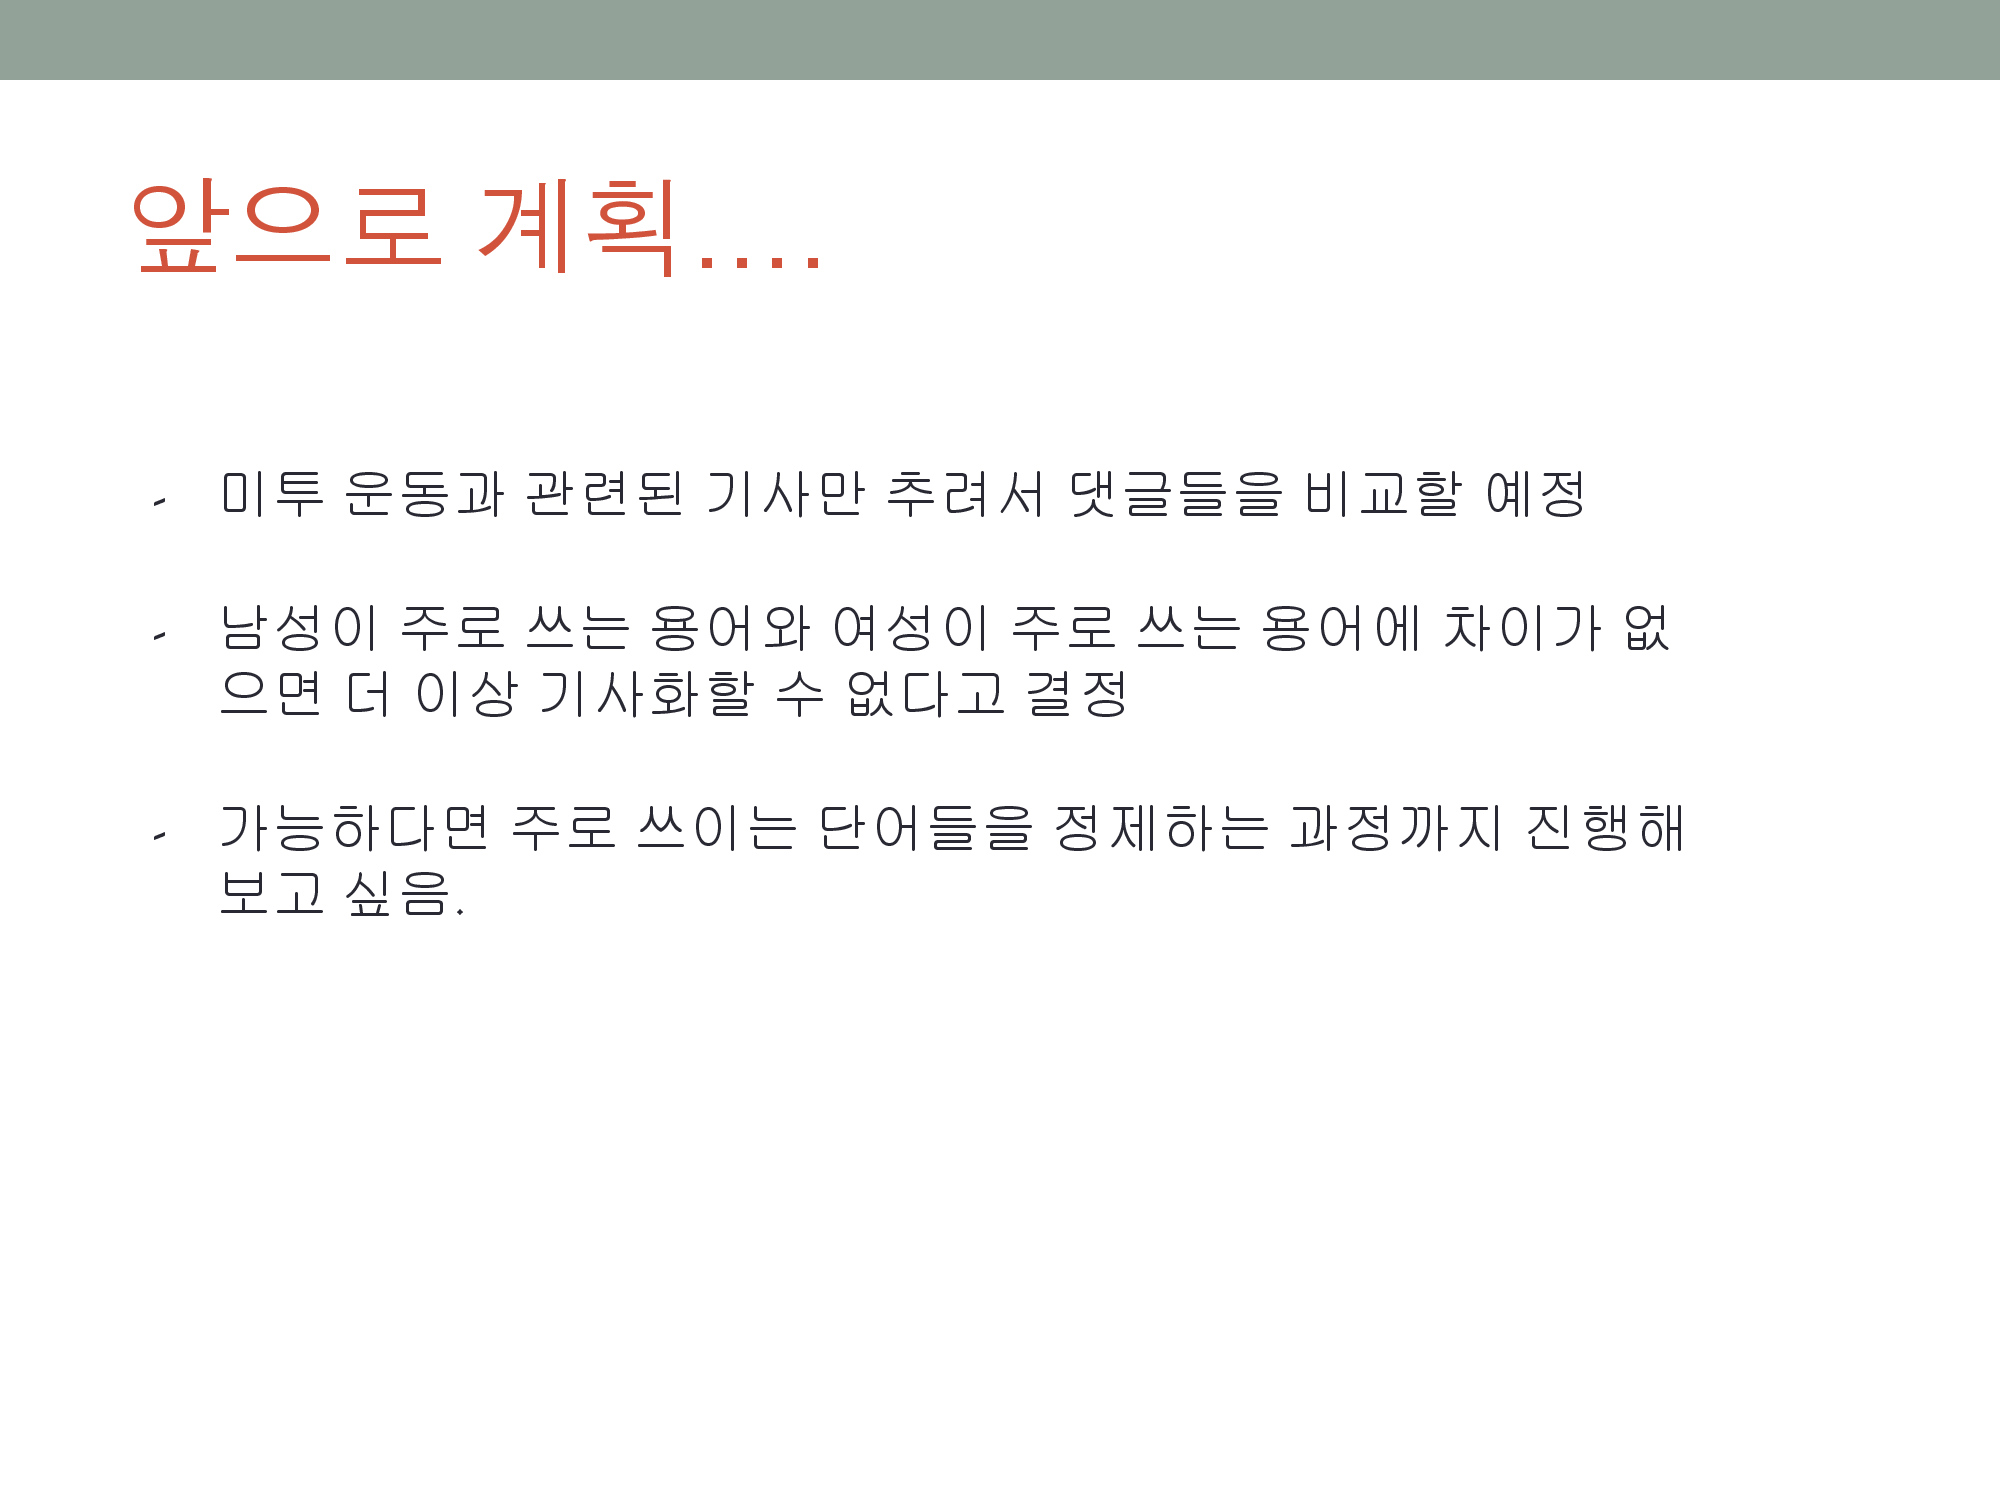 앞으로 계획....
- 미투 운동과 관련된 기사만 추려서 댓글들을 비교할 예정
- 남성이 주로 쓰는 용어와 여성이 주로 쓰는 용어에 차이가 없
으면 더 이상 기사화할 수 없다고 결정
- 가능하다면 주로 쓰이는 단어들을 정제하는 과정까지 진행해
보고 싶음.